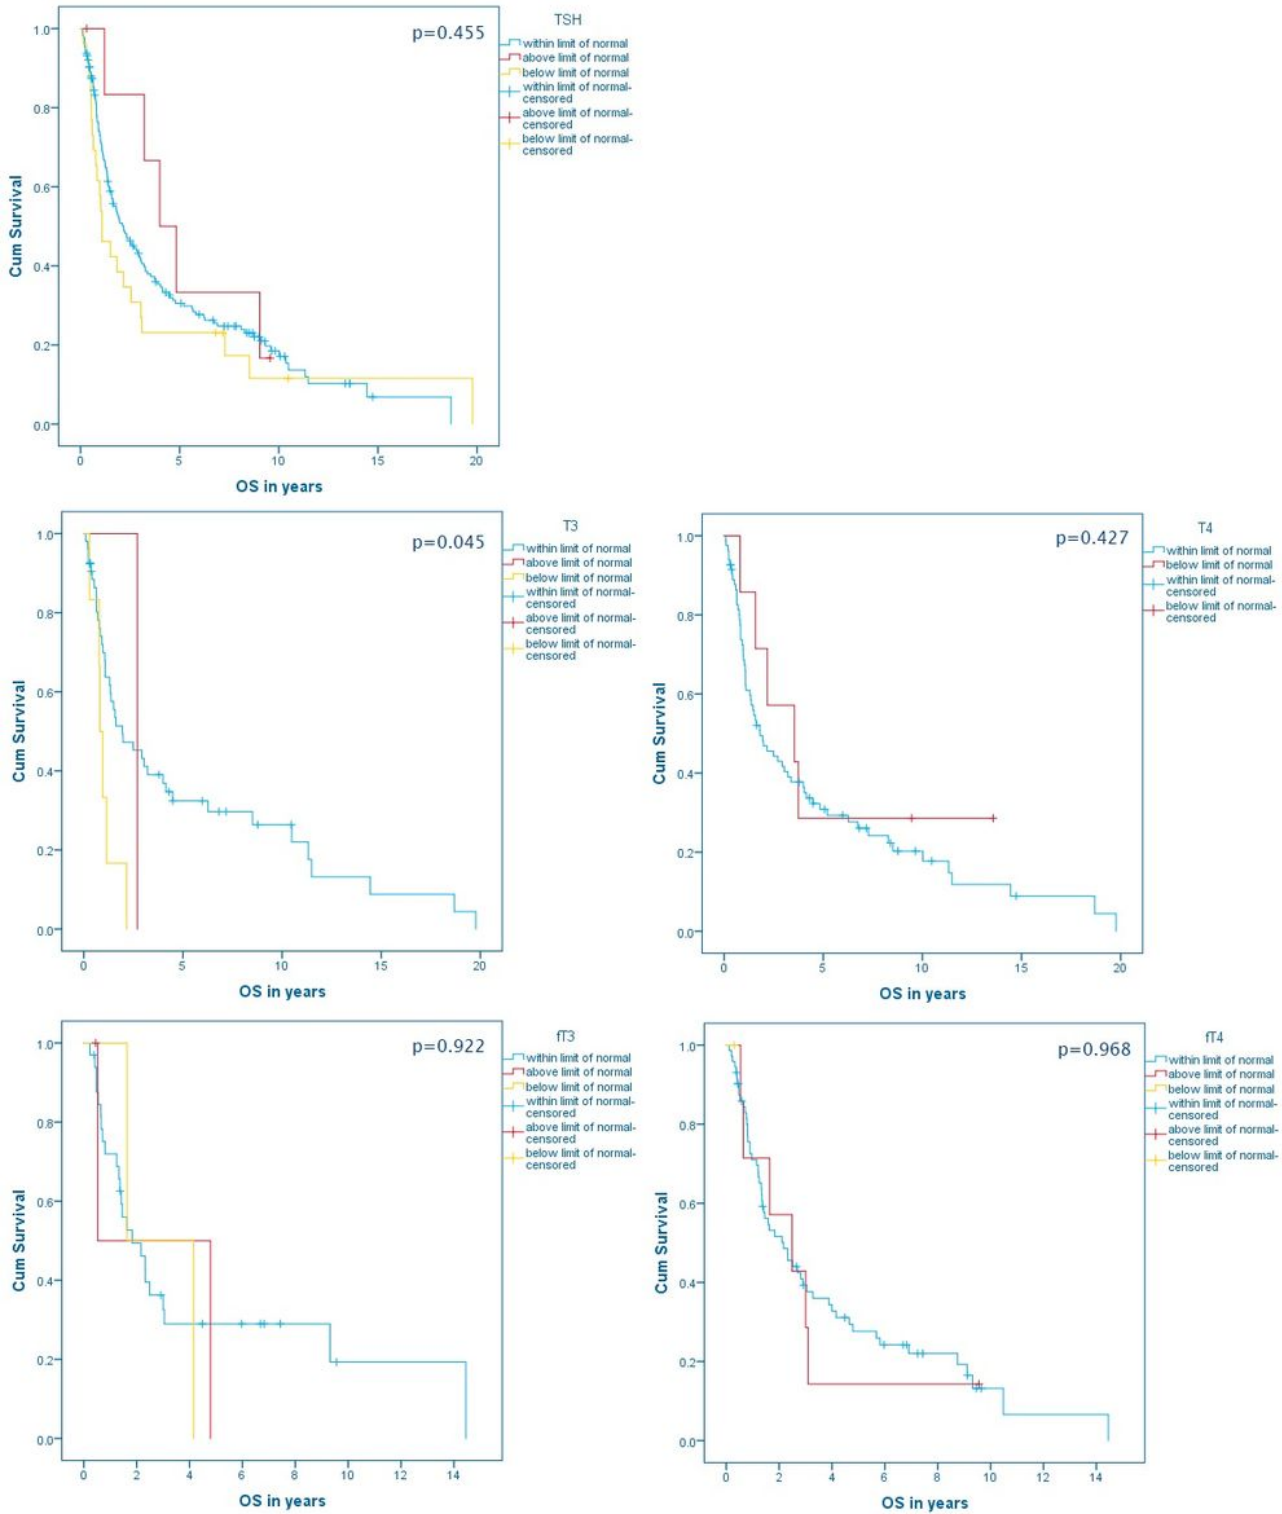 TSH
p=0.455
within limit of normal
above limit of normal
below limit of normal
within limit of normal-
censored
above limit of normal-
censored
below limit of normal-
censored
1.0
0.8
0.6
0.4
0.2
0.0
Cum Survival
0 5 10 15 20
OS in years
T3
p=0.045
within limit of normal
above limit of normal
below limit of normal
within limit of normal-
censored
above limit of normal-
censored
below limit of normal-
censored
1.0
0.8
0.6
0.4
0.2
0.0
Cum Survival
0 5 10 15 20
OS in years
T4
p=0.427
within limit of normal
below limit of normal
within limit of normal-
censored
below limit of normal-
censored
1.0
0.8
0.6
0.4
0.2
0.0
Cum Survival
0 5 10 15 20
OS in years
fT3
p=0.922
within limit of normal
above limit of normal
below limit of normal
within limit of normal-
censored
above limit of normal-
censored
below limit of normal-
censored
1.0
0.8
0.6
0.4
0.2
0.0
Cum Survival
0 2 4 6 8 10 12 14
OS in years
fT4
p=0.968
within limit of normal
above limit of normal
below limit of normal
within limit of normal-
censored
above limit of normal-
censored
below limit of normal-
censored
1.0
0.8
0.6
0.4
0.2
0.0
Cum Survival
0 2 4 6 8 10 12 14
OS in years